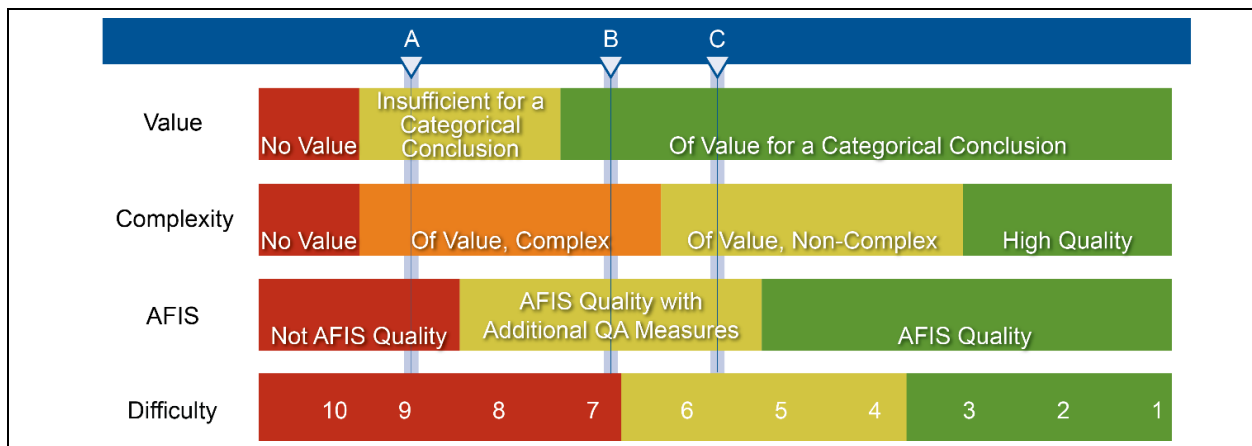 A B C
Value
Insufficient for a
Categorical
Conclusion
No Value
Of Value for a Categorical Conclusion
Complexity
No Value
Of Value, Complex
Of Value, Non-Complex
High Quality
AFIS
Not AFIS Quality
AFIS Quality with
Additional QA Measures
AFIS Quality
Difficulty
10 9 8 7 6 5 4 3 2 1